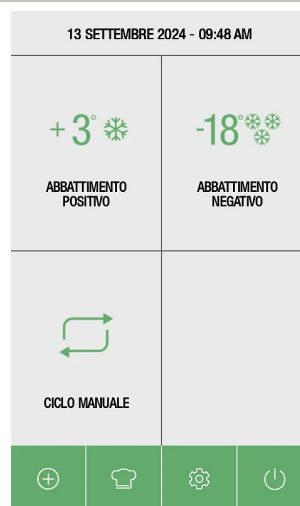 13 SETTEMBRE 2024 - 09:48 AM
+3°
-18°
ABBATTIMENTO
POSITIVO
ABBATTIMENTO
NEGATIVO
CICLO MANUALE